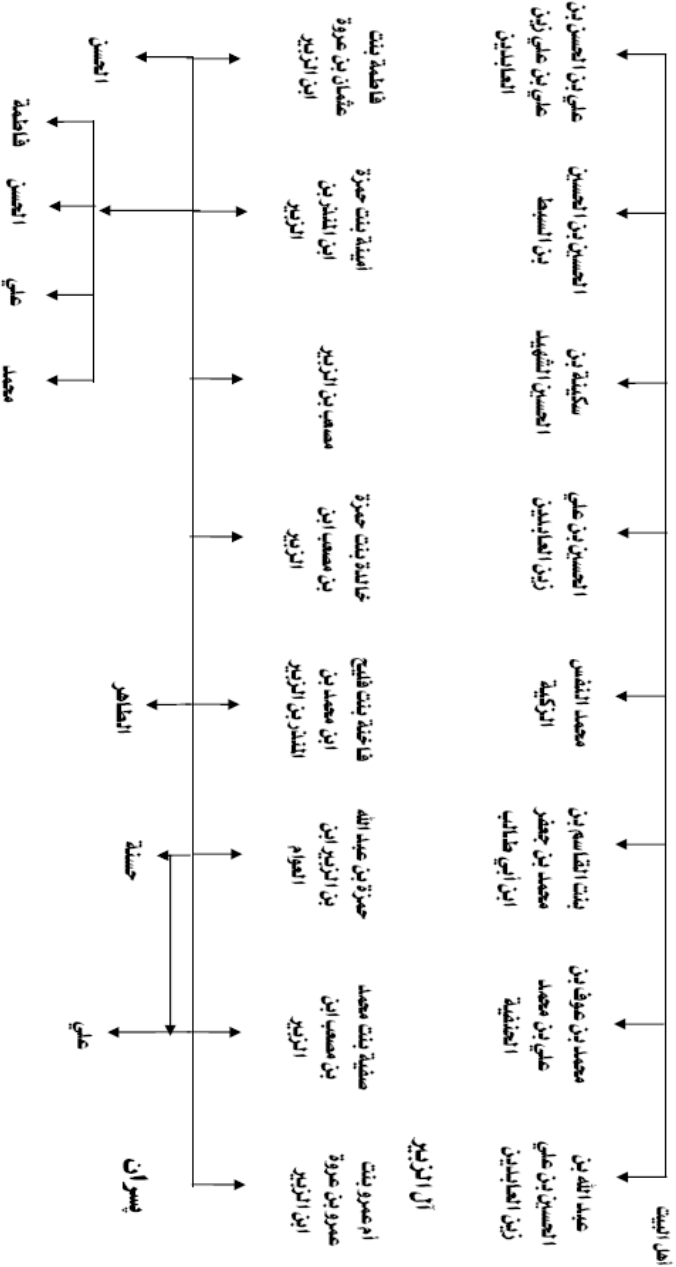 أهل البيت
عبد الله بن
الحسين بن علي
زين العابدين
محمد بن عوف بن
علي بن محمد
الحنفية
بنت القاسم بن
محمد بن جعفر
ابن أبي طالب
محمد النفس
الزكية
الحسين بن علي
زين العابدين
سكينة بن
الحسين الشهيد
الحسين بن الحسين
بن السبط
علي بن الحسن بن
علي بن علي زين
العابدين
آل الزبير
أم عمرو بنت
عمرو بن عروة
ابن الزبير
صفية بنت محمد
بن مصعب ابن
الزبير
حمزة بن عبد الله
بن الزبير ابن
العوام
فاختة بنت فليح
ابن محمد بن
المنذر بن الزبير
خالدة بنت حمزة
بن مصعب ابن
الزبير
مصعب بن الزبير
أمينة بنت حمزة
ابن المنذر بن
الزبير
فاطمة بنت
عثمان بن عروة
ابن الزبير
پسران
علي
حسنة
الطاهر
الحسن
محمد
علي
الحسن
فاطمة